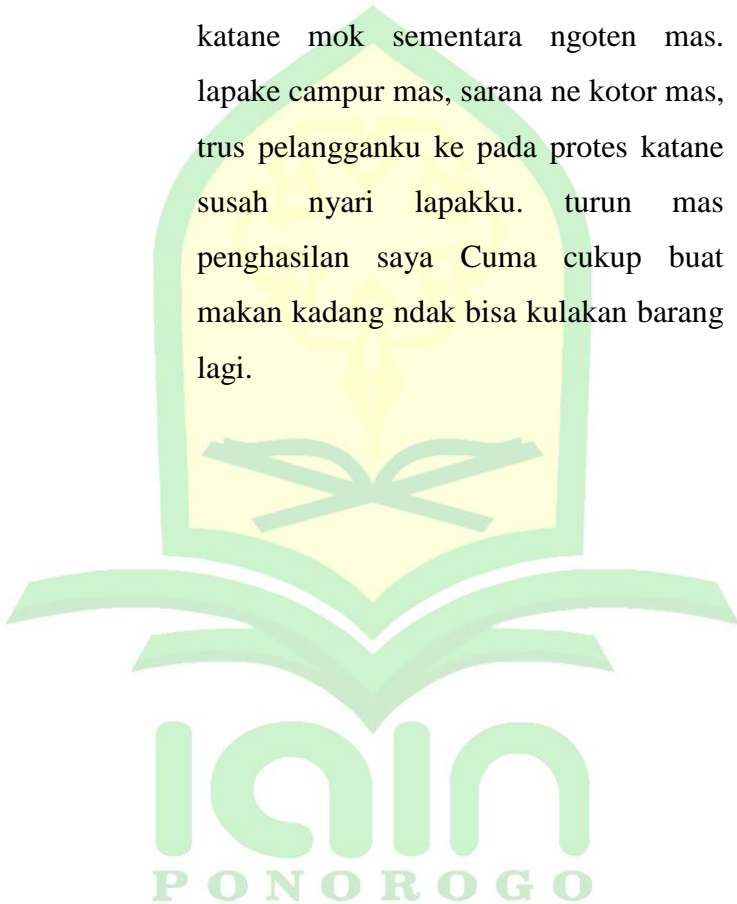 katane mok sementara ngoten mas.
lapake campur mas, sarana ne kotor mas,
trus pelangganku ke pada protes katane
susah nyari lapakku. turun mas
penghasilan saya Cuma cukup buat
makan kadang ndak bisa kulakan barang
lagi.
iain
PONOROGO